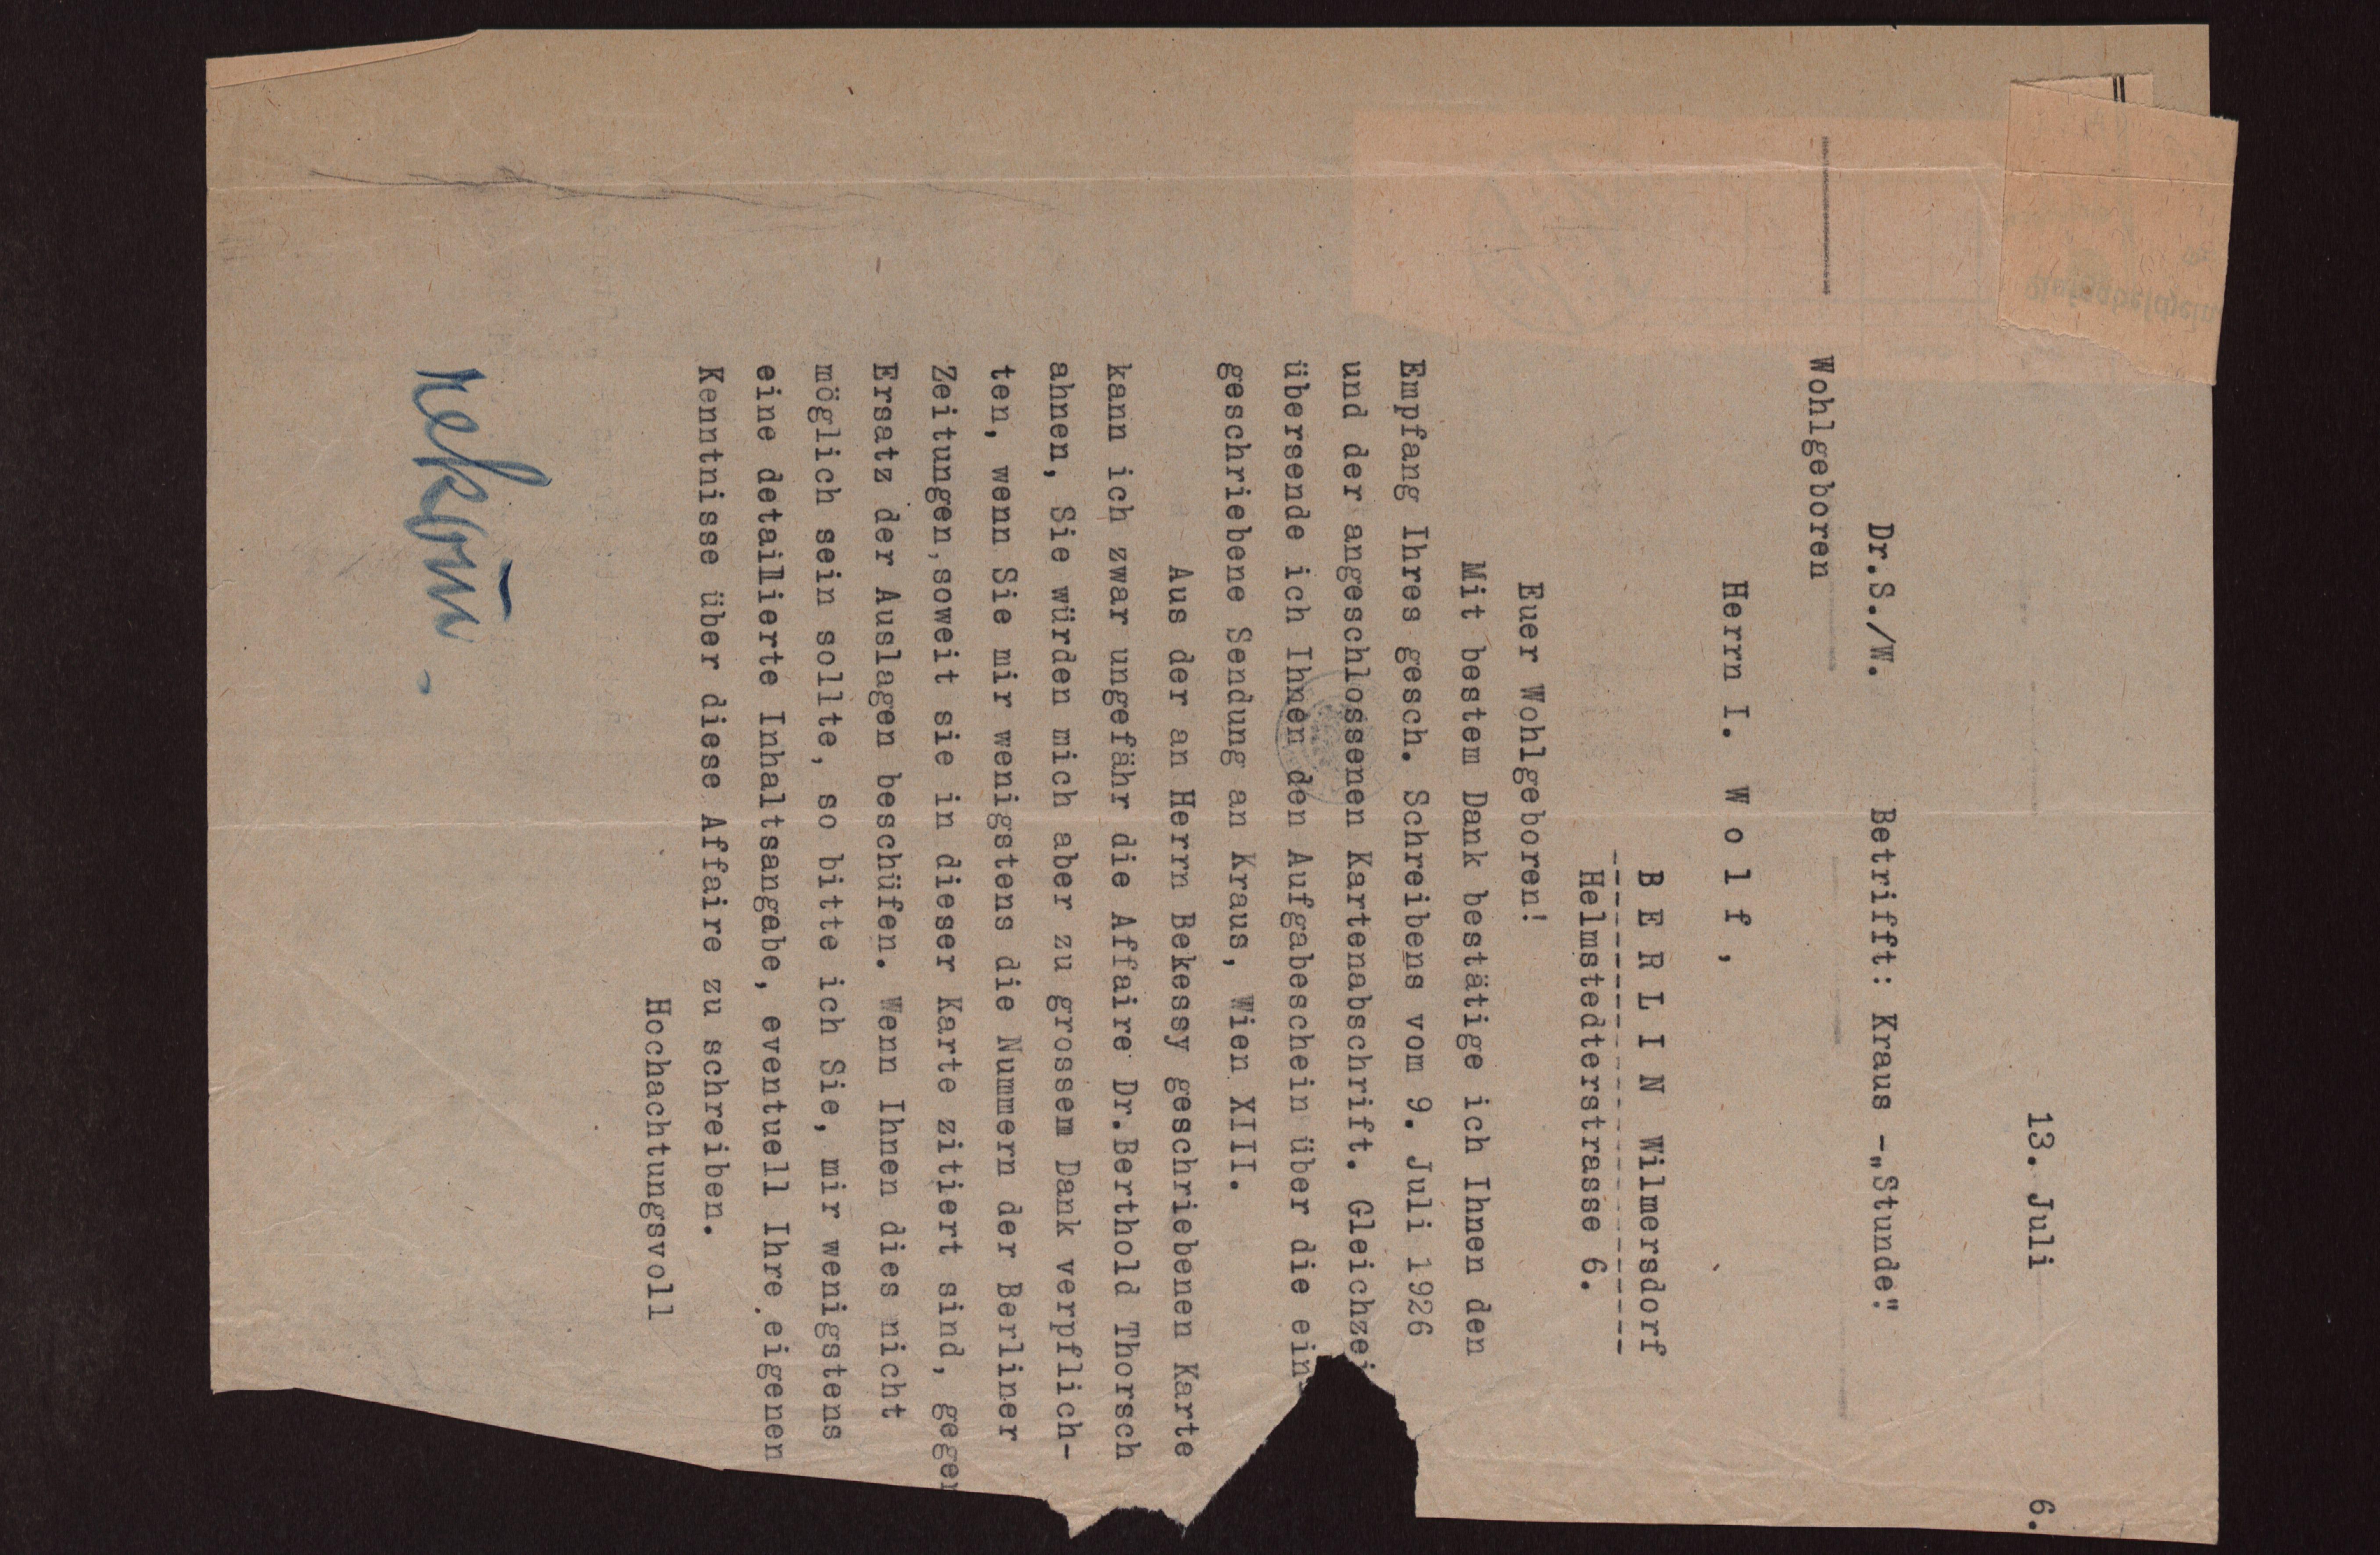 13. Juli 6.
Dr.S./W. Betrifft: Kraus -„Stunde".
Wohlgeboren
Herrn I. W o l f ,
B E R L I N Wilmersdorf
Helmstedterstrasse 6.
Euer Wohlgeboren!
Mit bestem Dank bestätige ich Ihnen den
Empfang Ihres gesch. Schreibens vom 9. Juli 1926
und der angeschlossenen Kartenabschrift. Gleichzei
übersende ich Ihnen den Aufgabeschein über die ein-
geschriebene Sendung an Kraus, Wien XIII.
Aus der an Herrn Bekessy geschriebenen Karte
kann ich zwar ungefähr die Affaire Dr.Berthold Thorsch
ahnen, Sie würden mich aber zu grossem Dank verpflich-
ten, wenn Sie mir wenigstens die Nummern der Berliner
Zeitungen,soweit sie in dieser Karte zitiert sind, gegen
Ersatz der Auslagen beschüfen. Wenn Ihnen dies nicht
möglich sein sollte, so bitte ich Sie, mir wenigstens
eine detaillierte Inhaltsangabe, eventuell Ihre eigenen
Kenntnisse über diese Affaire zu schreiben.
Hochachtungsvoll
rekom.